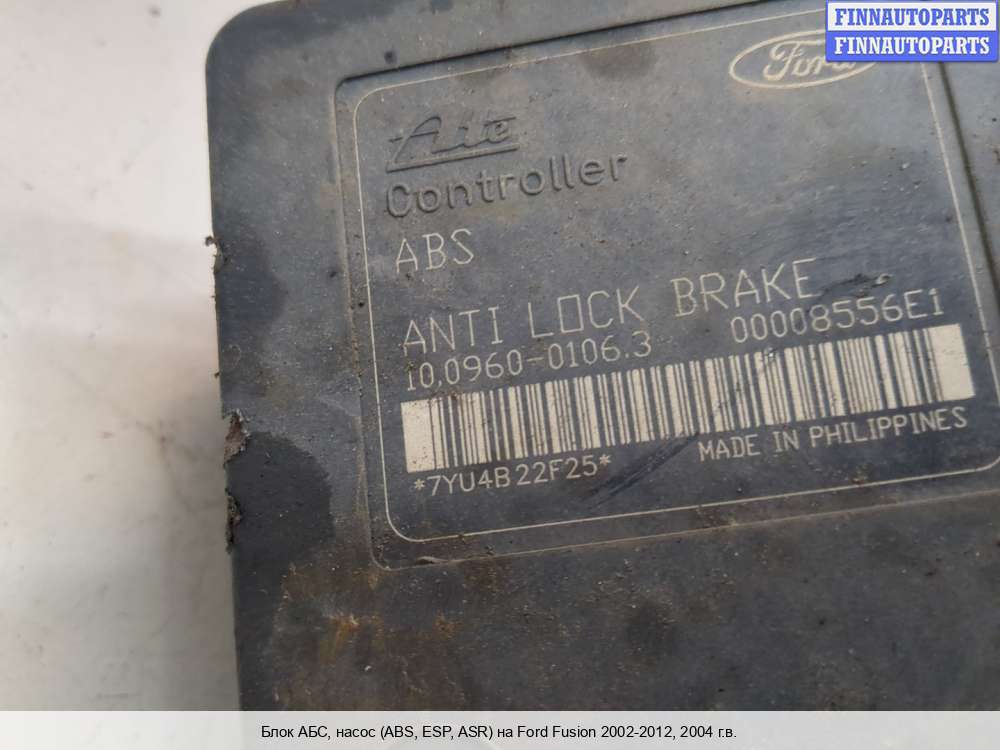 FINNAUTOPARTS
FINNAUTOPARTS
Ford
Ate
Controller
ABS
ANTI LOCK BRAKE
10.0960-0106.3 00008556E1
*7YU4B22F25* MADE IN PHILIPPINES
Блок АБС, насос (ABS, ESP, ASR) на Ford Fusion 2002-2012, 2004 г.в.